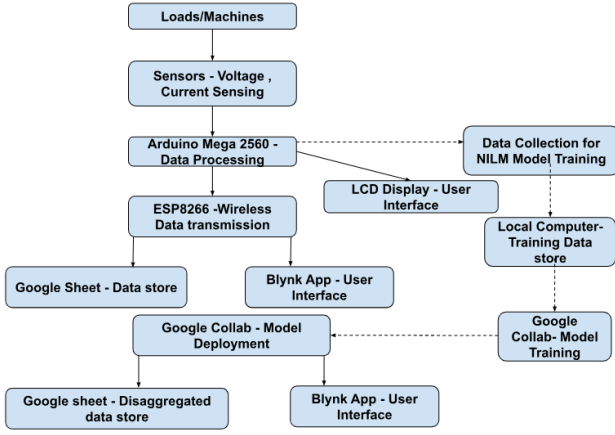 Loads/Machines
Sensors - Voltage ,
Current Sensing
Arduino Mega 2560 -
Data Processing
Data Collection for
NILM Model Training
LCD Display - User
Interface
ESP8266 -Wireless
Data transmission
Local Computer-
Training Data
store
Google Sheet - Data store
Blynk App - User
Interface
Google Collab - Model
Deployment
Google
Collab- Model
Training
Google sheet - Disaggregated
data store
Blynk App - User
Interface